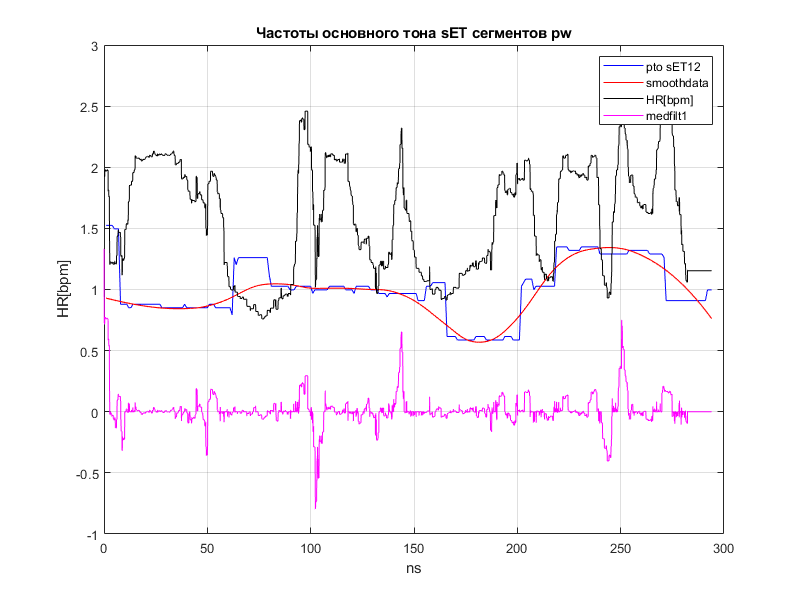 Частоты основного тона sET сегментов pw
pto sET12
smoothdata
HR[bpm]
medfilt1
3
2.5
2
1.5
1
0.5
0
-0.5
-1
HR[bpm]
0 50 100 150 200 250 300
ns